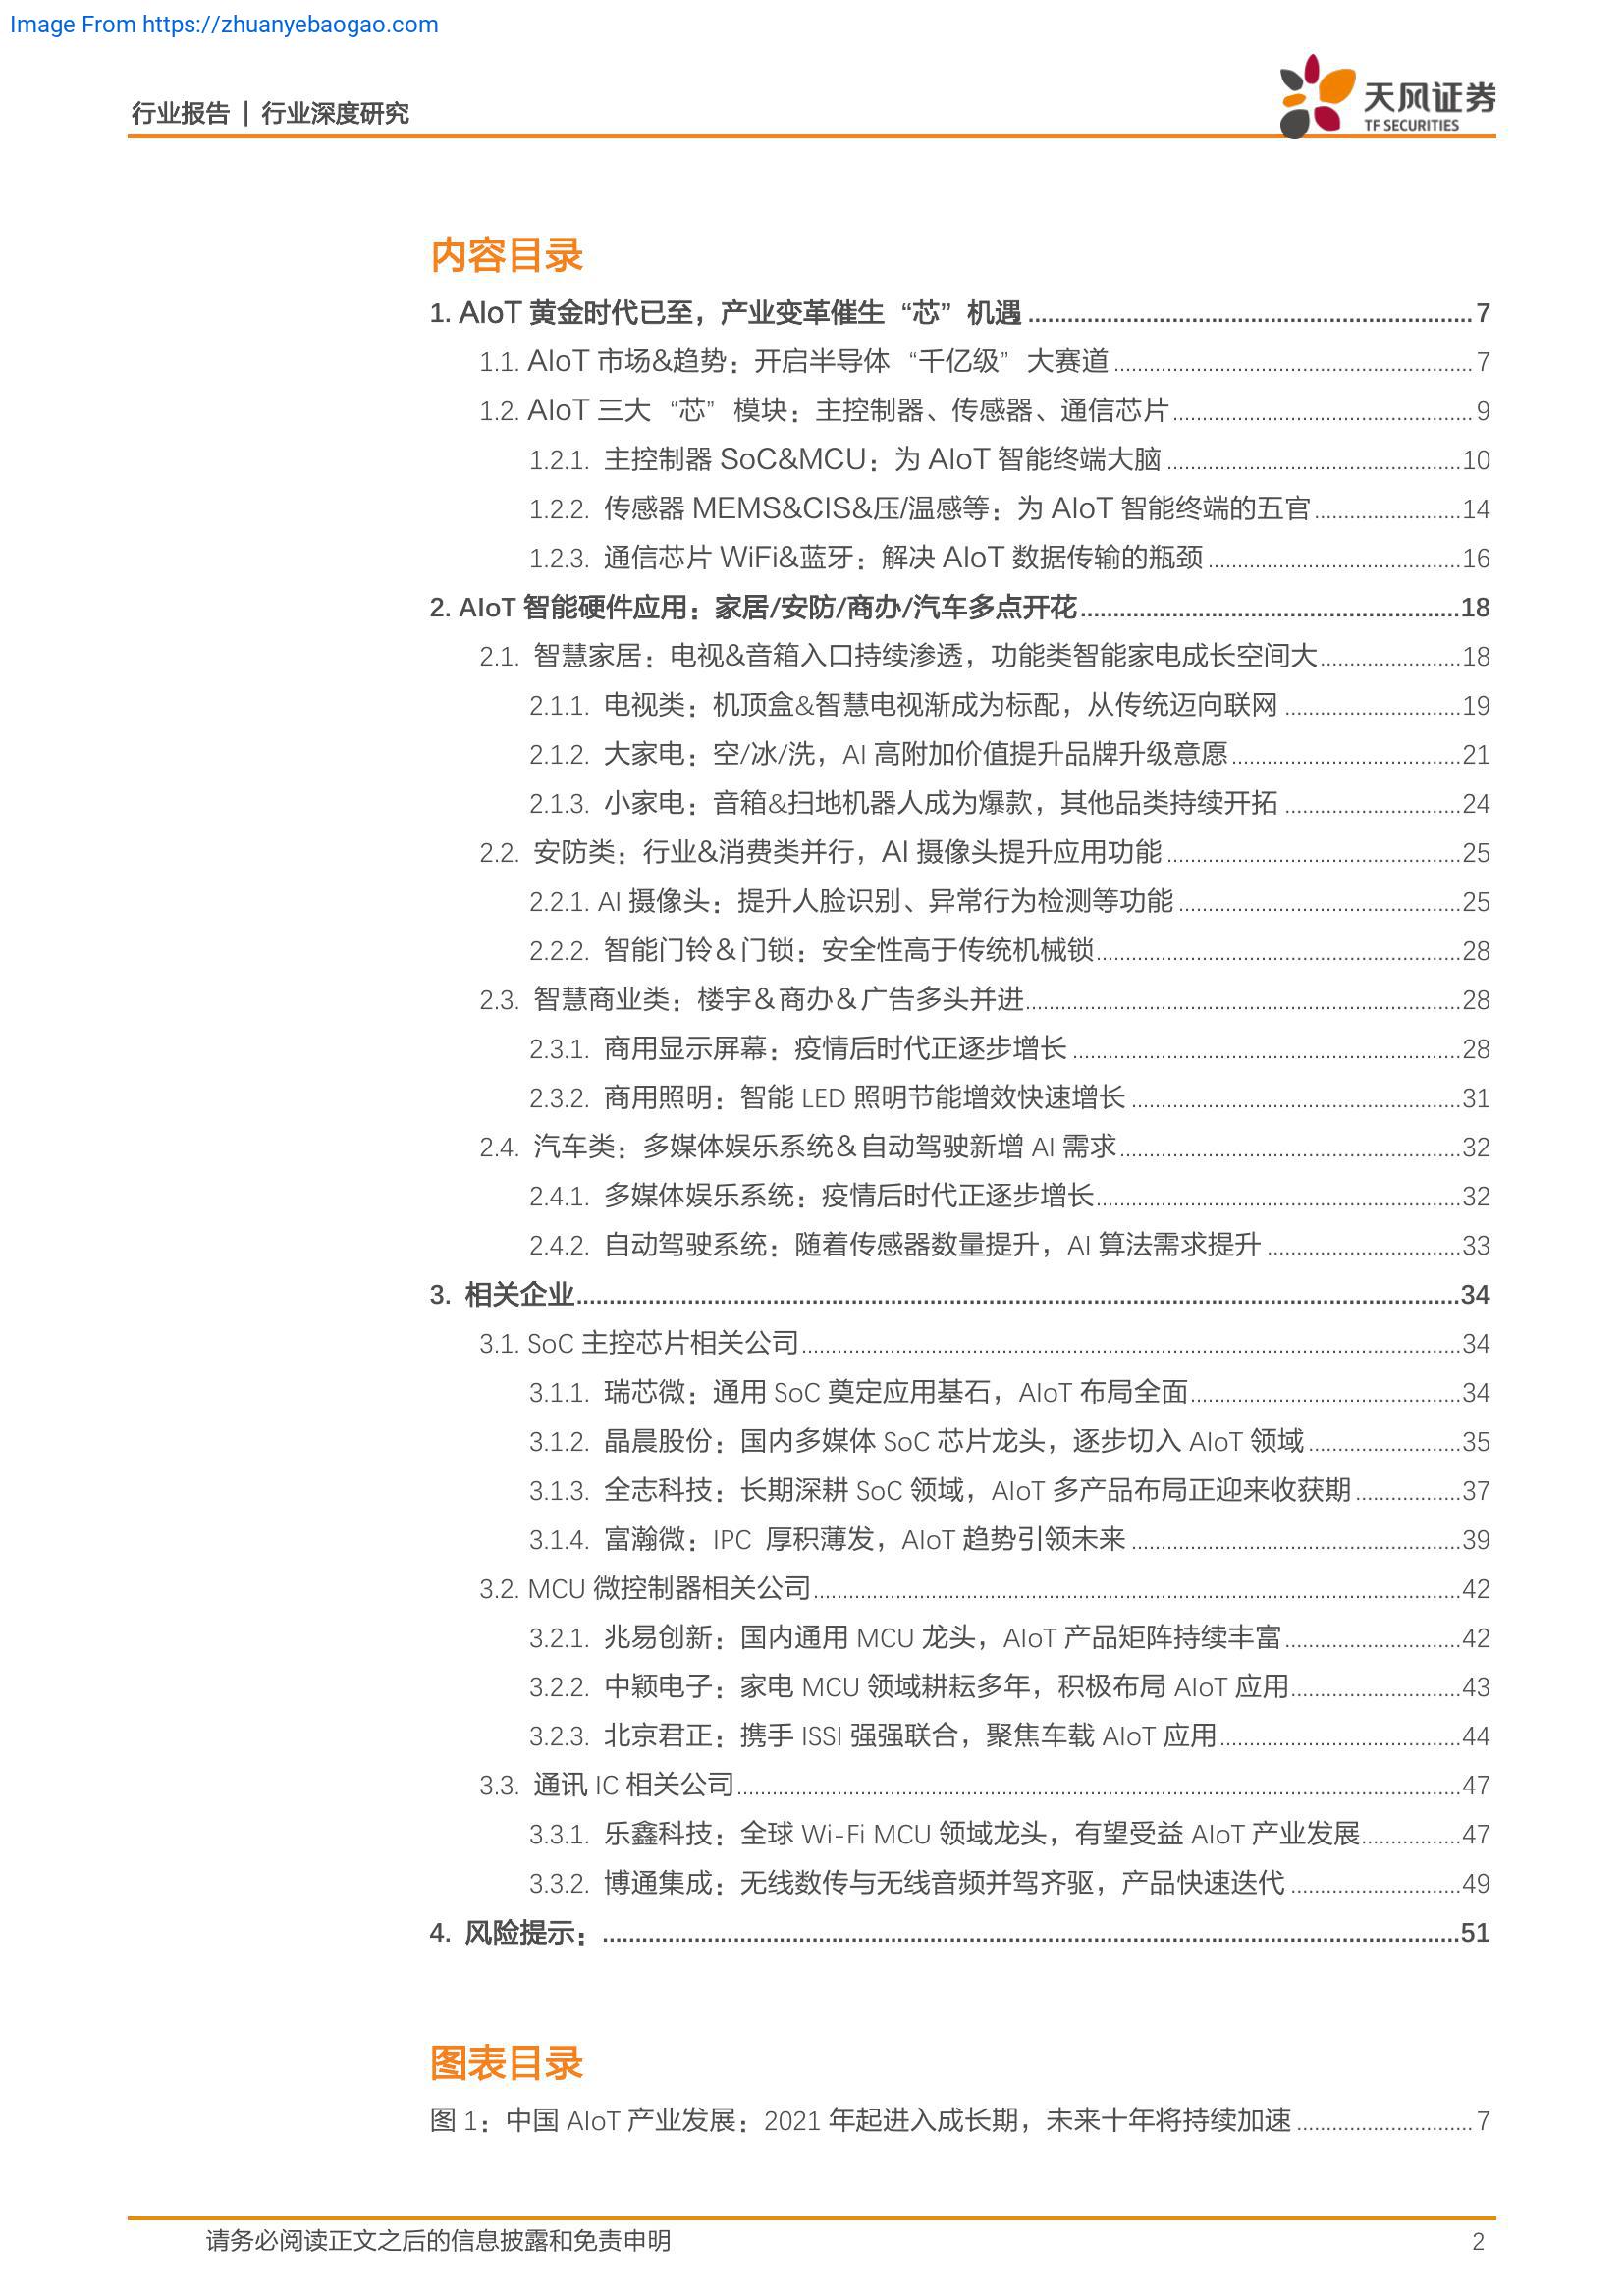 Image From https://zhuanyebaogao.com
行业报告 | 行业深度研究
天风证券
TF SECURITIES
内容目录
1. AIoT 黄金时代已至，产业变革催生“芯”机遇 ........ 7
1.1. AIoT 市场&趋势：开启半导体“千亿级”大赛道 ........ 7
1.2. AIoT 三大“芯”模块：主控制器、传感器、通信芯片 ........ 9
1.2.1. 主控制器 SoC&MCU：为 AIoT 智能终端大脑 ........ 10
1.2.2. 传感器 MEMS&CIS&压/温感等：为 AIoT 智能终端的五官 ........ 14
1.2.3. 通信芯片 WiFi&蓝牙：解决 AIoT 数据传输的瓶颈 ........ 16
2. AIoT 智能硬件应用：家居/安防/商办/汽车多点开花 ........ 18
2.1. 智慧家居：电视&音箱入口持续渗透，功能类智能家电成长空间大 ........ 18
2.1.1. 电视类：机顶盒&智慧电视渐成为标配，从传统迈向联网 ........ 19
2.1.2. 大家电：空/冰/洗，AI 高附加价值提升品牌升级意愿 ........ 21
2.1.3. 小家电：音箱&扫地机器人成为爆款，其他品类持续开拓 ........ 24
2.2. 安防类：行业&消费类并行，AI 摄像头提升应用功能 ........ 25
2.2.1. AI 摄像头：提升人脸识别、异常行为检测等功能 ........ 25
2.2.2. 智能门铃＆门锁：安全性高于传统机械锁 ........ 28
2.3. 智慧商业类：楼宇＆商办＆广告多头并进 ........ 28
2.3.1. 商用显示屏幕：疫情后时代正逐步增长 ........ 28
2.3.2. 商用照明：智能 LED 照明节能增效快速增长 ........ 31
2.4. 汽车类：多媒体娱乐系统＆自动驾驶新增 AI 需求 ........ 32
2.4.1. 多媒体娱乐系统：疫情后时代正逐步增长 ........ 32
2.4.2. 自动驾驶系统：随着传感器数量提升，AI 算法需求提升 ........ 33
3. 相关企业 ........ 34
3.1. SoC 主控芯片相关公司 ........ 34
3.1.1. 瑞芯微：通用 SoC 奠定应用基石，AIoT 布局全面 ........ 34
3.1.2. 晶晨股份：国内多媒体 SoC 芯片龙头，逐步切入 AIoT 领域 ........ 35
3.1.3. 全志科技：长期深耕 SoC 领域，AIoT 多产品布局正迎来收获期 ........ 37
3.1.4. 富瀚微：IPC 厚积薄发，AIoT 趋势引领未来 ........ 39
3.2. MCU 微控制器相关公司 ........ 42
3.2.1. 兆易创新：国内通用 MCU 龙头，AIoT 产品矩阵持续丰富 ........ 42
3.2.2. 中颖电子：家电 MCU 领域耕耘多年，积极布局 AIoT 应用 ........ 43
3.2.3. 北京君正：携手 ISSI 强强联合，聚焦车载 AIoT 应用 ........ 44
3.3. 通讯 IC 相关公司 ........ 47
3.3.1. 乐鑫科技：全球 Wi-Fi MCU 领域龙头，有望受益 AIoT 产业发展 ........ 47
3.3.2. 博通集成：无线数传与无线音频并驾齐驱，产品快速迭代 ........ 49
4. 风险提示： ........ 51
图表目录
图 1：中国 AIoT 产业发展：2021 年起进入成长期，未来十年将持续加速 ........ 7
请务必阅读正文之后的信息披露和免责申明 2